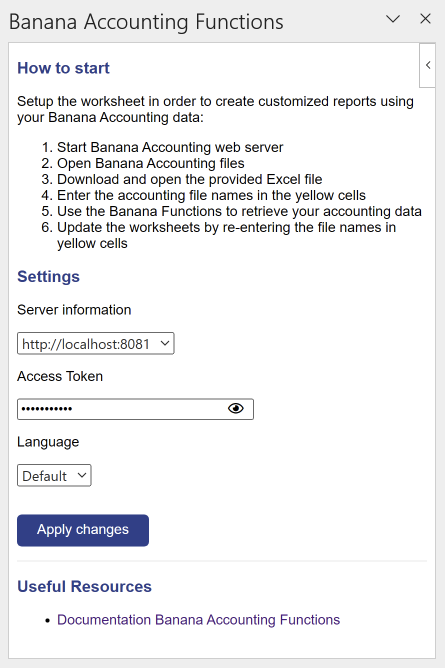 Banana Accounting Functions
How to start
Setup the worksheet in order to create customized reports using
your Banana Accounting data:
1. Start Banana Accounting web server
2. Open Banana Accounting files
3. Download and open the provided Excel file
4. Enter the accounting file names in the yellow cells
5. Use the Banana Functions to retrieve your accounting data
6. Update the worksheets by re-entering the file names in
yellow cells
Settings
Server information
http://localhost:8081
Access Token
•••••••••••
Language
Default
Apply changes
Useful Resources
• Documentation Banana Accounting Functions